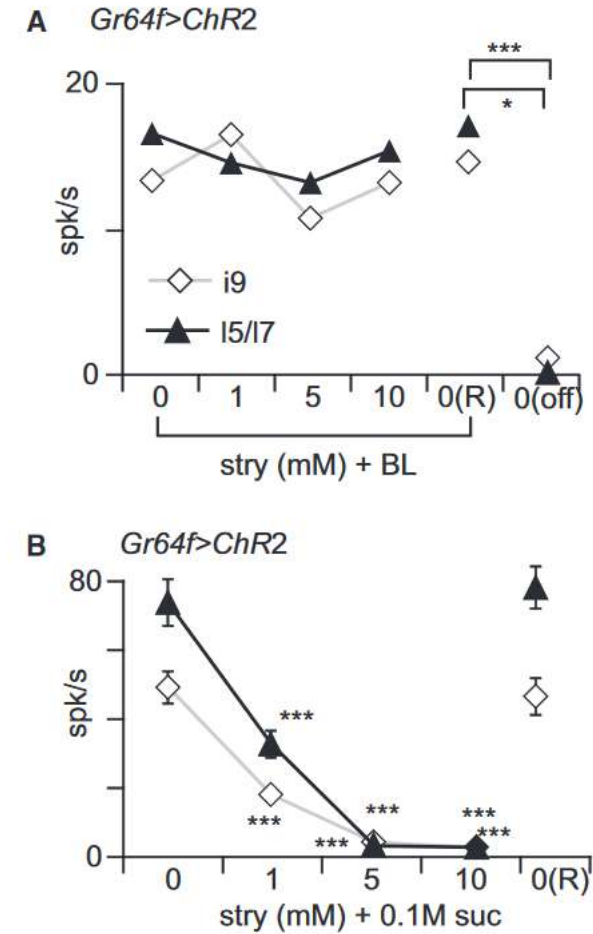 A Gr64f>ChR2
***
*
20
spk/s
i9
l5/l7
0
0 1 5 10 0(R) 0(off)
stry (mM) + BL
B Gr64f>ChR2
80
spk/s
***
***
***
***
***
***
0
0 1 5 10 0(R)
stry (mM) + 0.1M suc